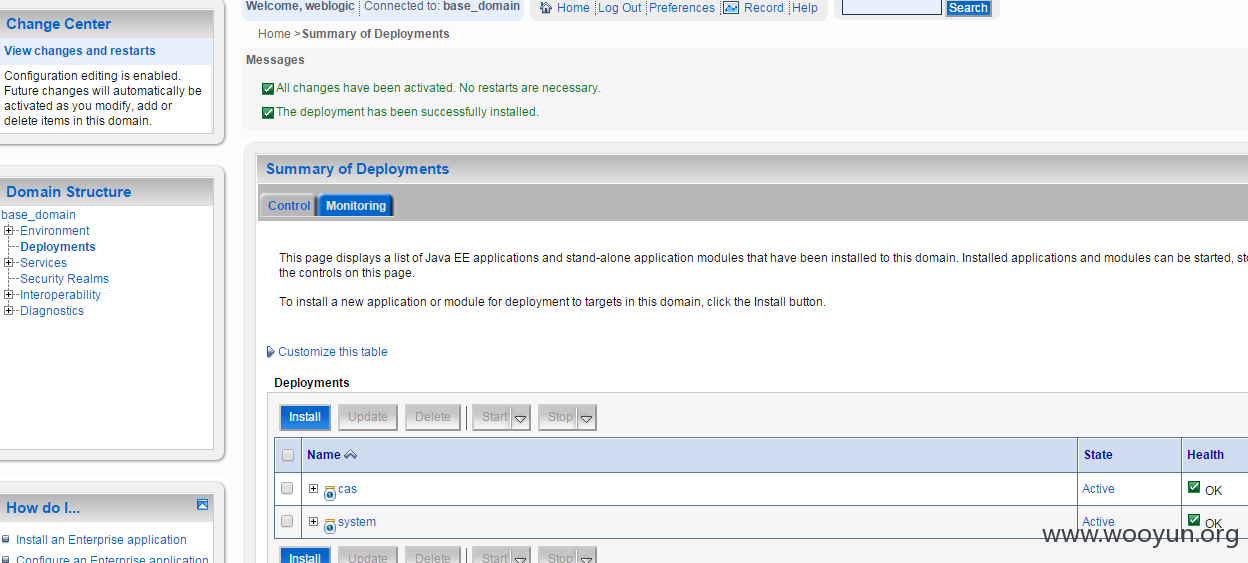 Change Center
View changes and restarts
Configuration editing is enabled.
Future changes will automatically be
activated as you modify, add or
delete items in this domain.
Domain Structure
base_domain
Environment
Deployments
Services
Security Realms
Interoperability
Diagnostics
How do I...
Install an Enterprise application
Configure an Enterprise application
Welcome, weblogic Connected to: base_domain
Home Log Out Preferences Record Help
Search
Home >Summary of Deployments
Messages
All changes have been activated. No restarts are necessary.
The deployment has been successfully installed.
Summary of Deployments
Control Monitoring
This page displays a list of Java EE applications and stand-alone application modules that have been installed to this domain. Installed applications and modules can be started, sto
the controls on this page.
To install a new application or module for deployment to targets in this domain, click the Install button.
Customize this table
Deployments
Install Update Delete Start Stop
Name State Health
cas Active OK
system Active OK
Install Update Delete Start Stop
www.wooyun.org